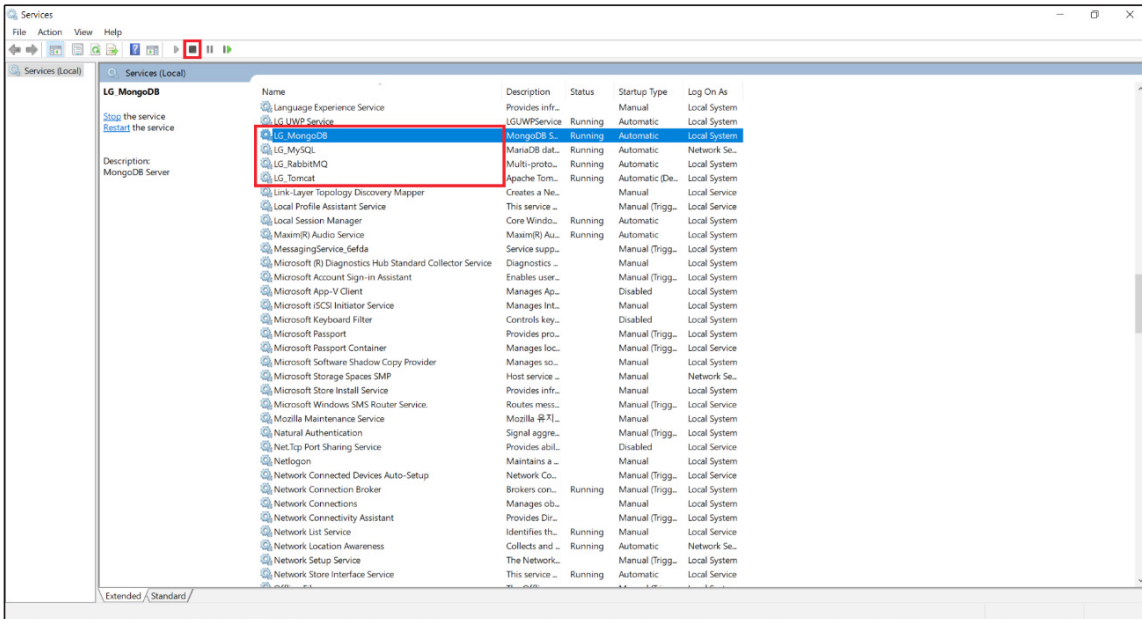 Services
File Action View Help
Services (Local)
Services (Local)
LG_MongoDB
Stop the service
Restart the service
Description:
MongoDB Server
Name Description Status Startup Type Log On As
Language Experience Service Provides infr... Manual Local System
LG UWP Service LGUWPService Running Automatic Local System
LG_MongoDB MongoDB S... Running Automatic Local System
LG_MySQL MariaDB dat... Running Automatic Network Se...
LG_RabbitMQ Multi-proto... Running Automatic Local System
LG_Tomcat Apache Tom... Running Automatic (De... Local System
Link-Layer Topology Discovery Mapper Creates a Ne... Manual Local Service
Local Profile Assistant Service This service ... Manual (Trigg... Local Service
Local Session Manager Core Windo... Running Automatic Local System
Maxim(R) Audio Service Maxim(R) Au... Running Automatic Local System
MessagingService_6efda Service supp... Manual (Trigg... Local System
Microsoft (R) Diagnostics Hub Standard Collector Service Diagnostics ... Manual Local System
Microsoft Account Sign-in Assistant Enables user... Manual (Trigg... Local System
Microsoft App-V Client Manages Ap... Disabled Local System
Microsoft iSCSI Initiator Service Manages Int... Manual Local System
Microsoft Keyboard Filter Controls key... Disabled Local System
Microsoft Passport Provides pro... Manual (Trigg... Local System
Microsoft Passport Container Manages loc... Manual (Trigg... Local Service
Microsoft Software Shadow Copy Provider Manages so... Manual Local System
Microsoft Storage Spaces SMP Host service ... Manual Network Se...
Microsoft Store Install Service Provides infr... Manual Local System
Microsoft Windows SMS Router Service. Routes mess... Manual (Trigg... Local Service
Mozilla Maintenance Service Mozilla 유지... Manual Local System
Natural Authentication Signal aggre... Manual (Trigg... Local System
Net.Tcp Port Sharing Service Provides abil... Disabled Local Service
Netlogon Maintains a ... Manual Local System
Network Connected Devices Auto-Setup Network Co... Manual (Trigg... Local Service
Network Connection Broker Brokers con... Running Manual (Trigg... Local System
Network Connections Manages ob... Manual Local System
Network Connectivity Assistant Provides Dir... Manual (Trigg... Local System
Network List Service Identifies th... Running Manual Local Service
Network Location Awareness Collects and ... Running Automatic Network Se...
Network Setup Service The Network... Manual (Trigg... Local System
Network Store Interface Service This service ... Running Automatic Local Service
Extended Standard